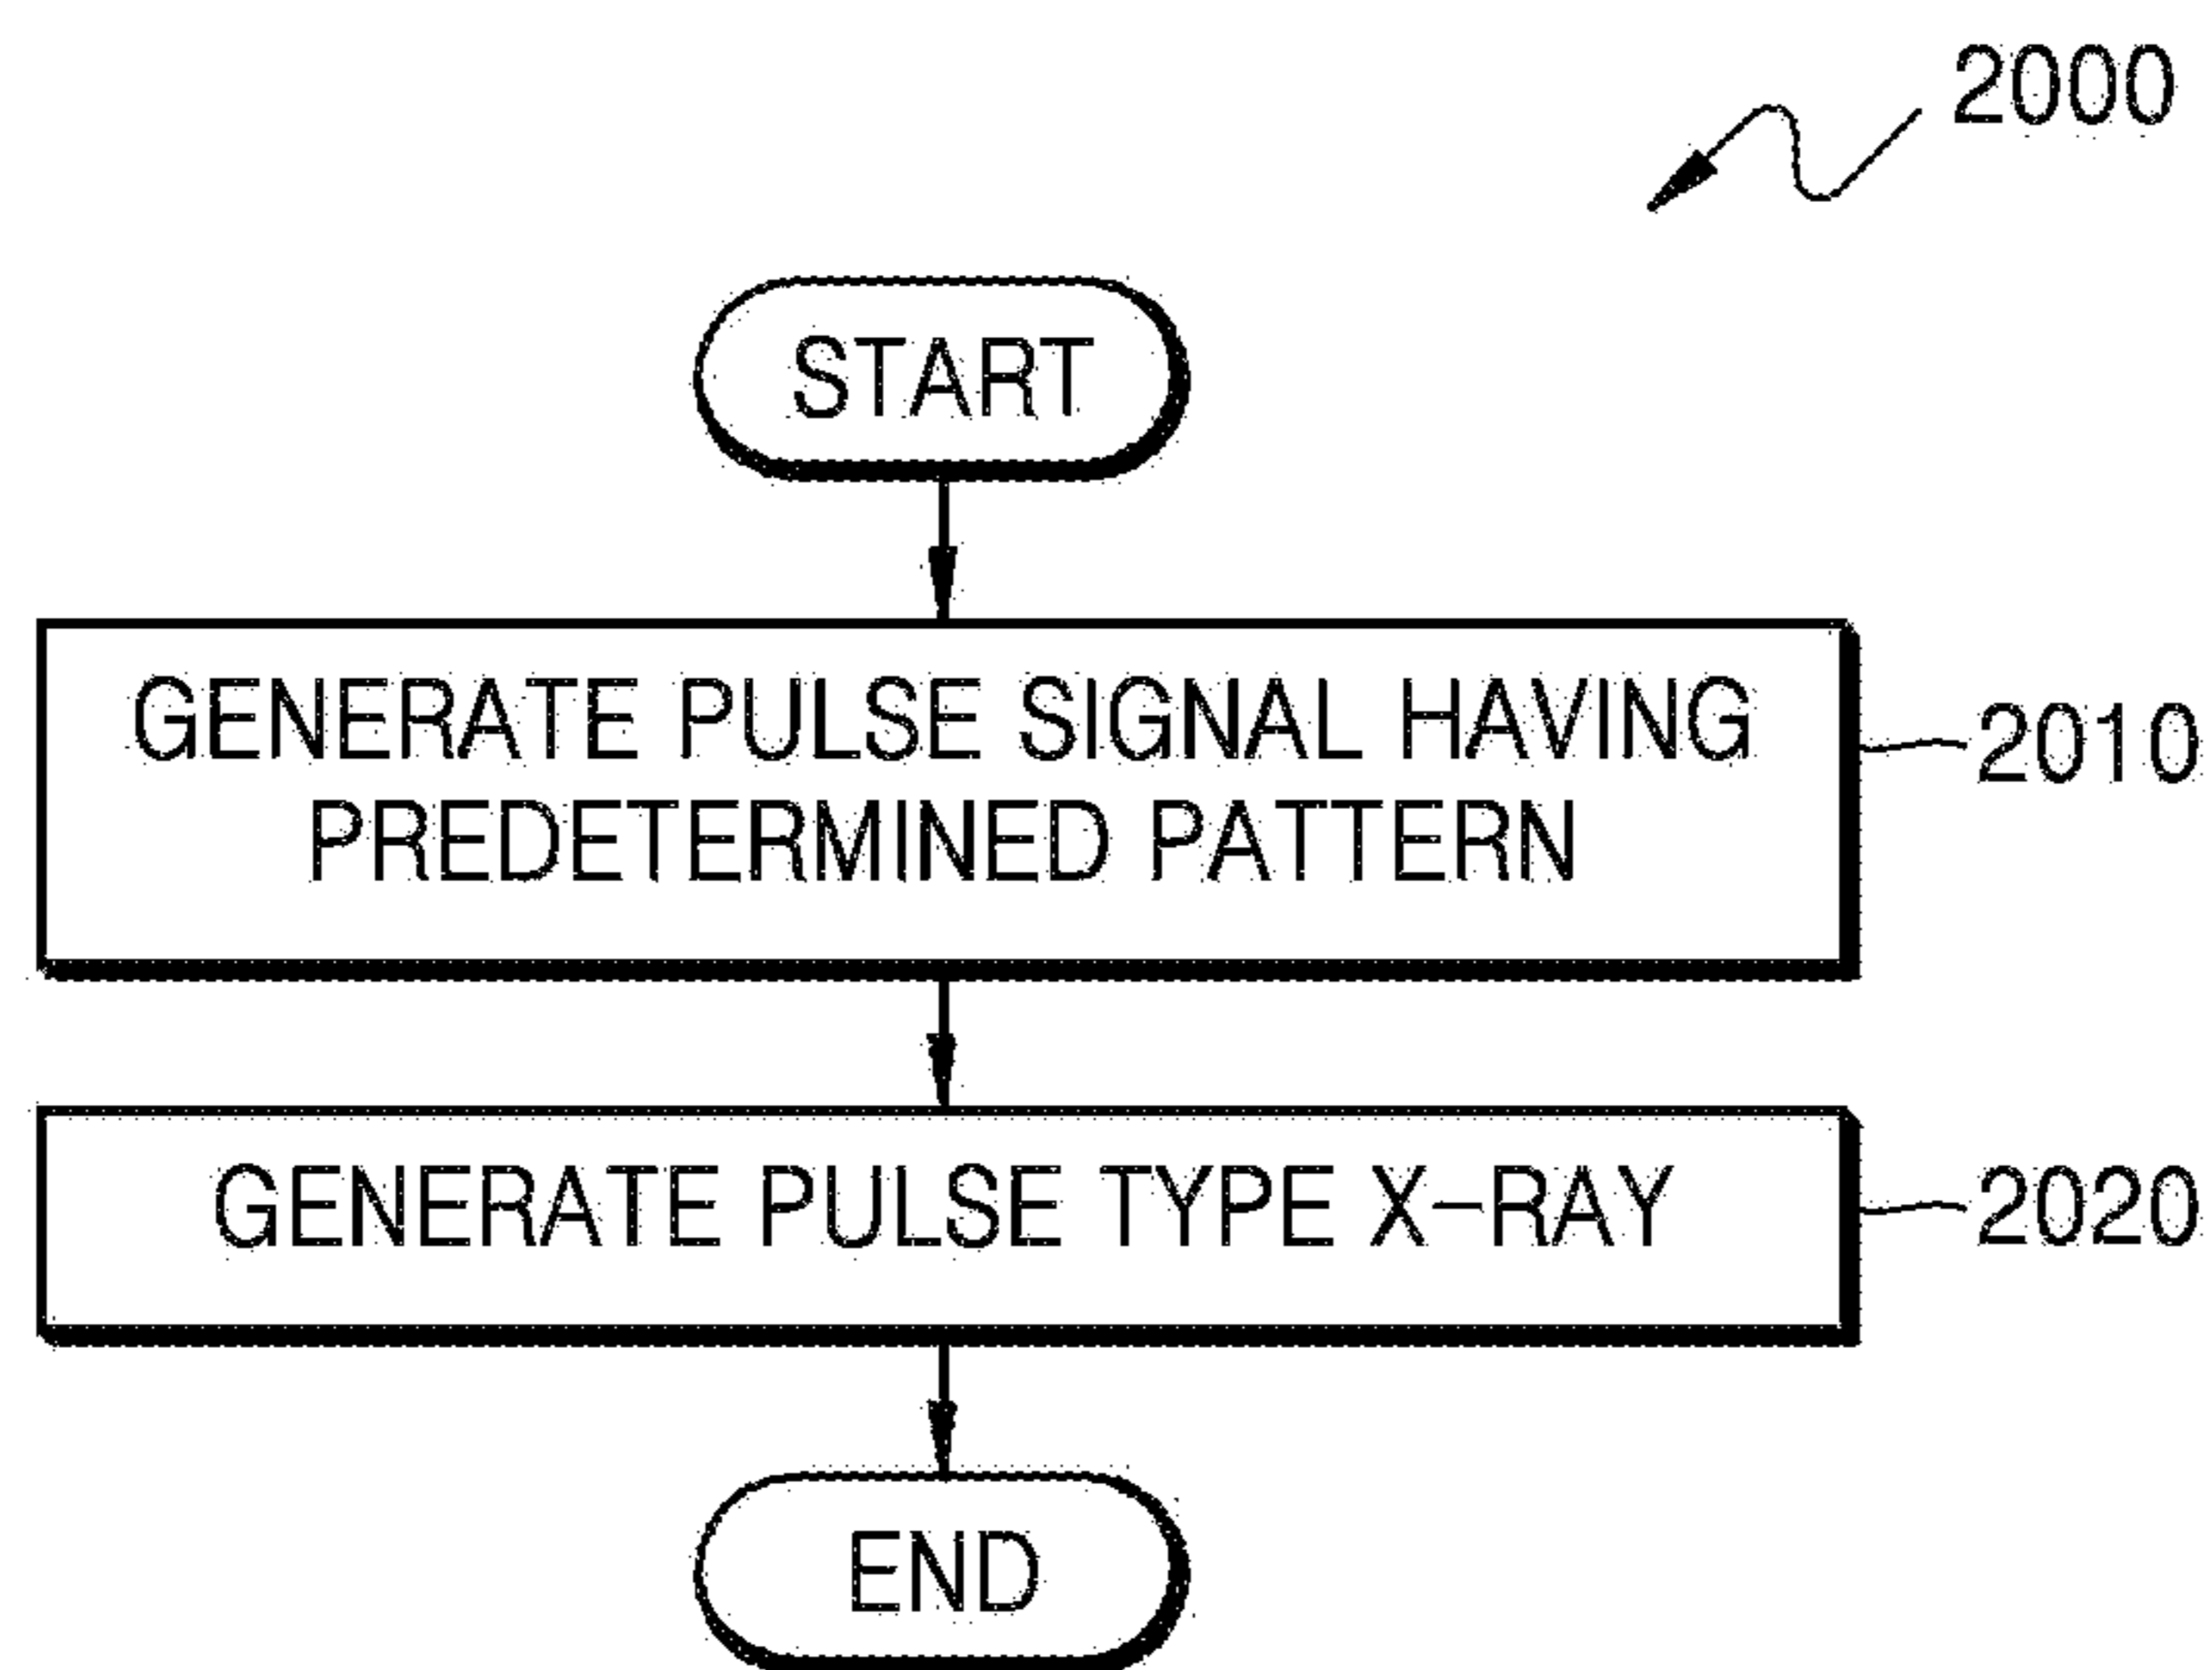 2000
START
GENERATE PULSE SIGNAL HAVING
PREDETERMINED PATTERN
2010
GENERATE PULSE TYPE X-RAY
2020
END